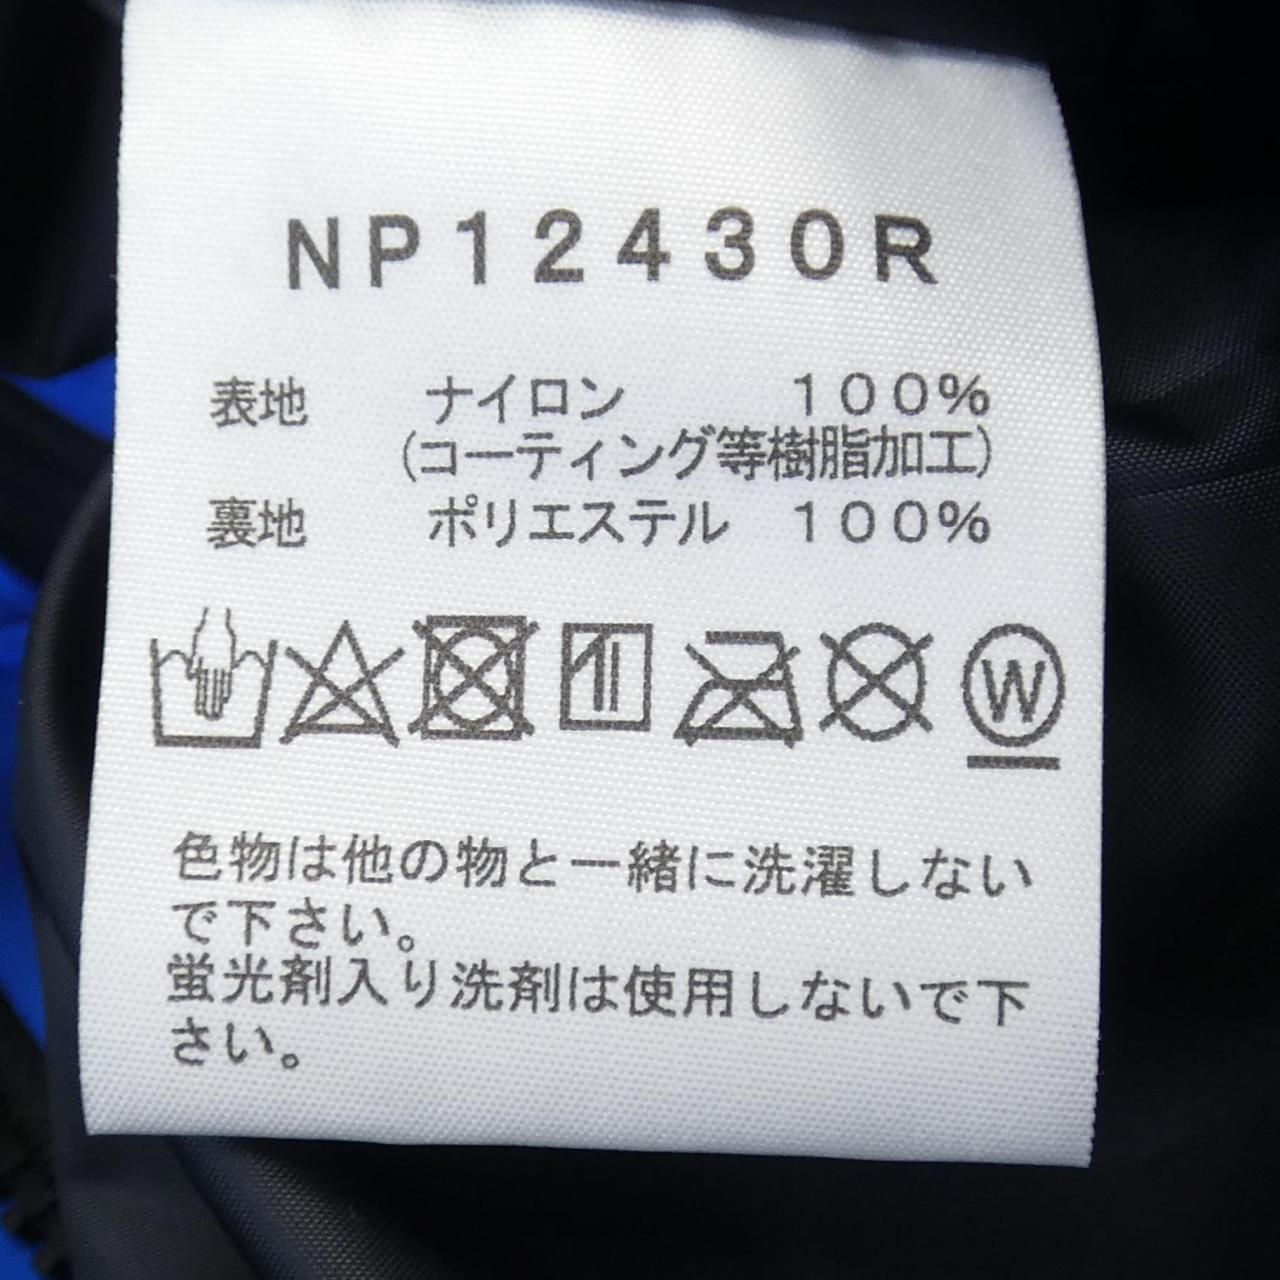 NP12430R
表地 ナイロン 100%
(コーティング等樹脂加工)
裏地 ポリエステル 100%
W
色物は他の物と一緒に洗濯しない
で下さい。
蛍光剤入り洗剤は使用しないで下
さい。